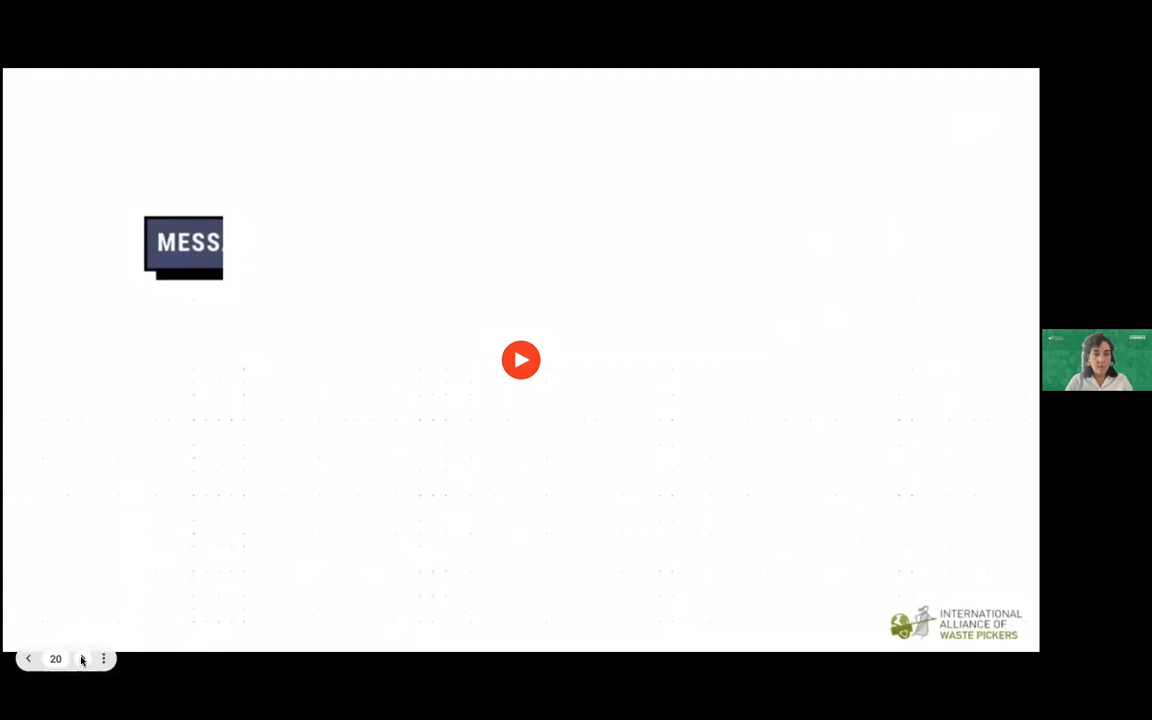 MESS
INTERNATIONAL
ALLIANCE OF
WASTE PICKERS
20